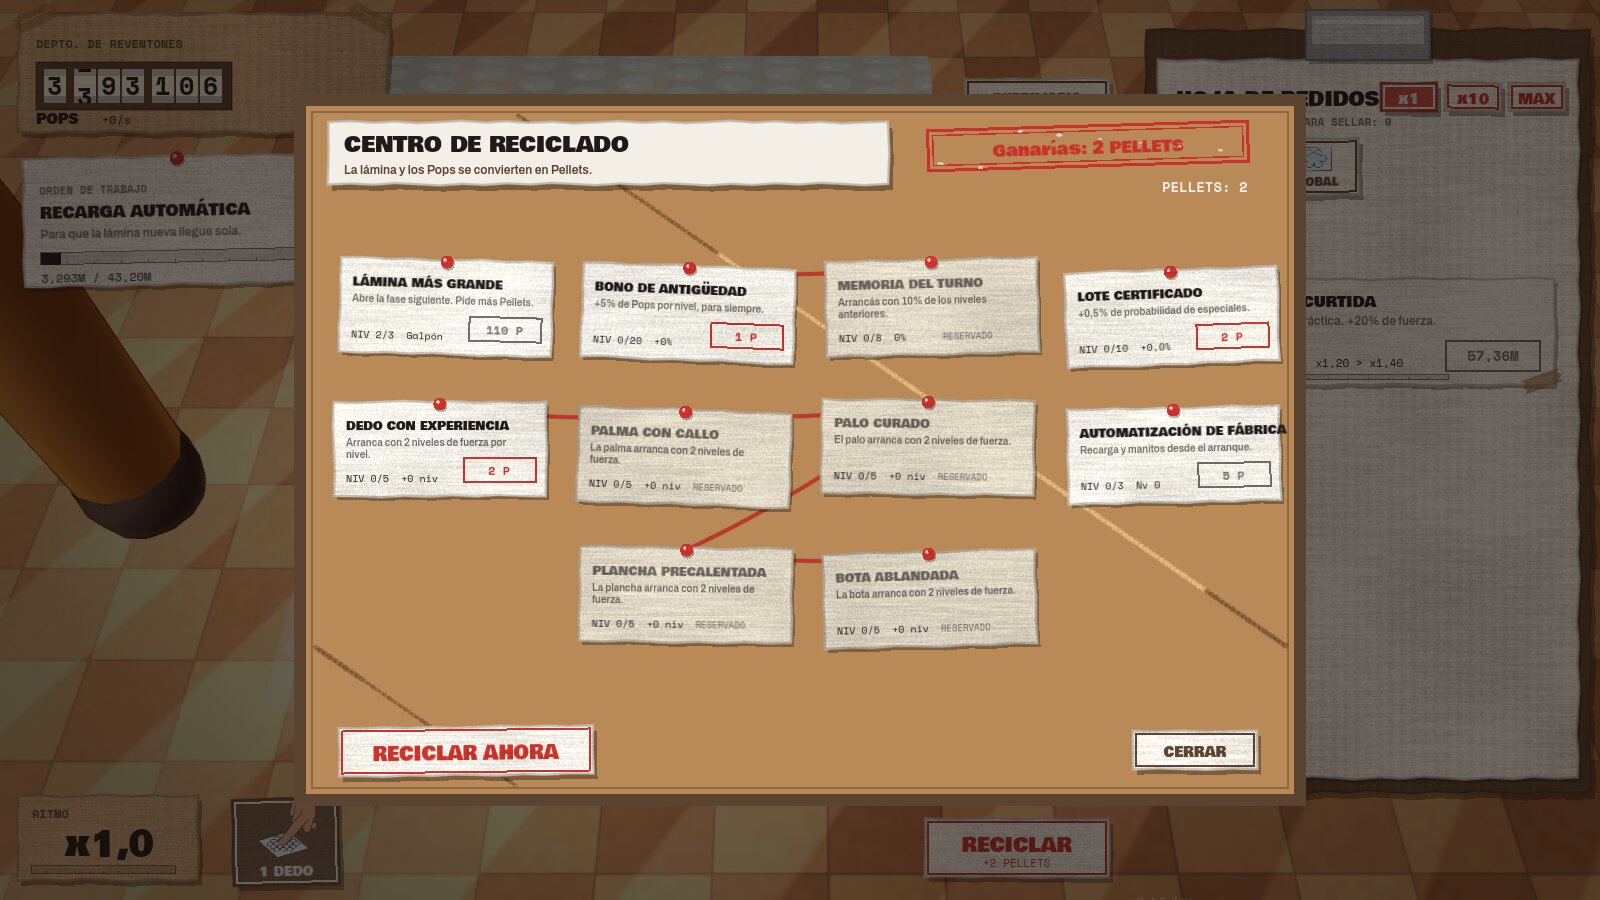 DEPTO. DE REVENTONES
3 3 93 106
POPS +0/s
ORDEN DE TRABAJO
RECARGA AUTOMÁTICA
Para que la lámina nueva llegue sola.
3,293M / 43,20M
CENTRO DE RECICLADO
La lámina y los Pops se convierten en Pellets.
Ganarías: 2 PELLETS
PELLETS: 2
LÁMINA MÁS GRANDE
Abre la fase siguiente. Pide más Pellets.
NIV 2/3 Galpón
110 P
BONO DE ANTIGÜEDAD
+5% de Pops por nivel, para siempre.
NIV 0/20 +0%
1 P
MEMORIA DEL TURNO
Arrancás con 10% de los niveles
anteriores.
NIV 0/8 0% RESERVADO
LOTE CERTIFICADO
+0,5% de probabilidad de especiales.
NIV 0/10 +0,0%
2 P
DEDO CON EXPERIENCIA
Arranca con 2 niveles de fuerza por
nivel.
NIV 0/5 +0 niv
2 P
PALMA CON CALLO
La palma arranca con 2 niveles de
fuerza.
NIV 0/5 +0 niv RESERVADO
PALO CURADO
El palo arranca con 2 niveles de fuerza.
NIV 0/5 +0 niv RESERVADO
AUTOMATIZACIÓN DE FÁBRICA
Recarga y manitos desde el arranque.
NIV 0/3 Nv 0
5 P
PLANCHA PRECALENTADA
La plancha arranca con 2 niveles de
fuerza.
NIV 0/5 +0 niv RESERVADO
BOTA ABLANDADA
La bota arranca con 2 niveles de fuerza.
NIV 0/5 +0 niv RESERVADO
RECICLAR AHORA
CERRAR
PEDIDOS
x1 x10 MAX
ARA SELLAR: 0
OBAL
CURTIDA
áctica. +20% de fuerza.
x1,20 > x1,40
57,36M
RITMO
x1,0
1 DEDO
RECICLAR
+2 PELLETS